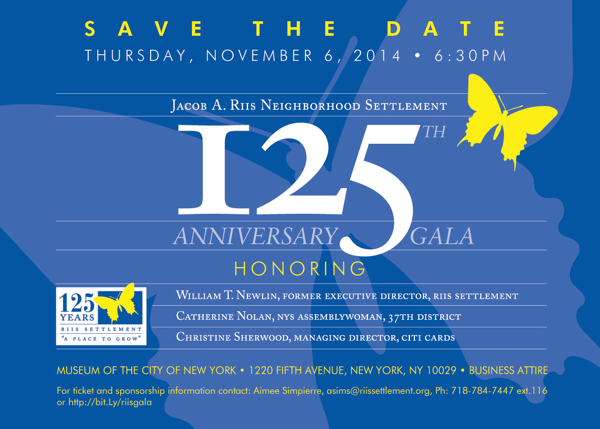 SAVE THE DATE
THURSDAY, NOVEMBER 6, 2014 • 6:30PM
JACOB A. RIIS NEIGHBORHOOD SETTLEMENT
125TH
ANNIVERSARY GALA
HONORING
WILLIAM T. NEWLIN, FORMER EXECUTIVE DIRECTOR, RIIS SETTLEMENT
CATHERINE NOLAN, NYS ASSEMBLYWOMAN, 37TH DISTRICT
CHRISTINE SHERWOOD, MANAGING DIRECTOR, CITI CARDS
125
YEARS
RIIS SETTLEMENT
"A PLACE TO GROW"
MUSEUM OF THE CITY OF NEW YORK • 1220 FIFTH AVENUE, NEW YORK, NY 10029 • BUSINESS ATTIRE
For ticket and sponsorship information contact: Aimee Simpierre, asims@riissettlement.org, Ph: 718-784-7447 ext.116
or http://bit.Ly/riisgala